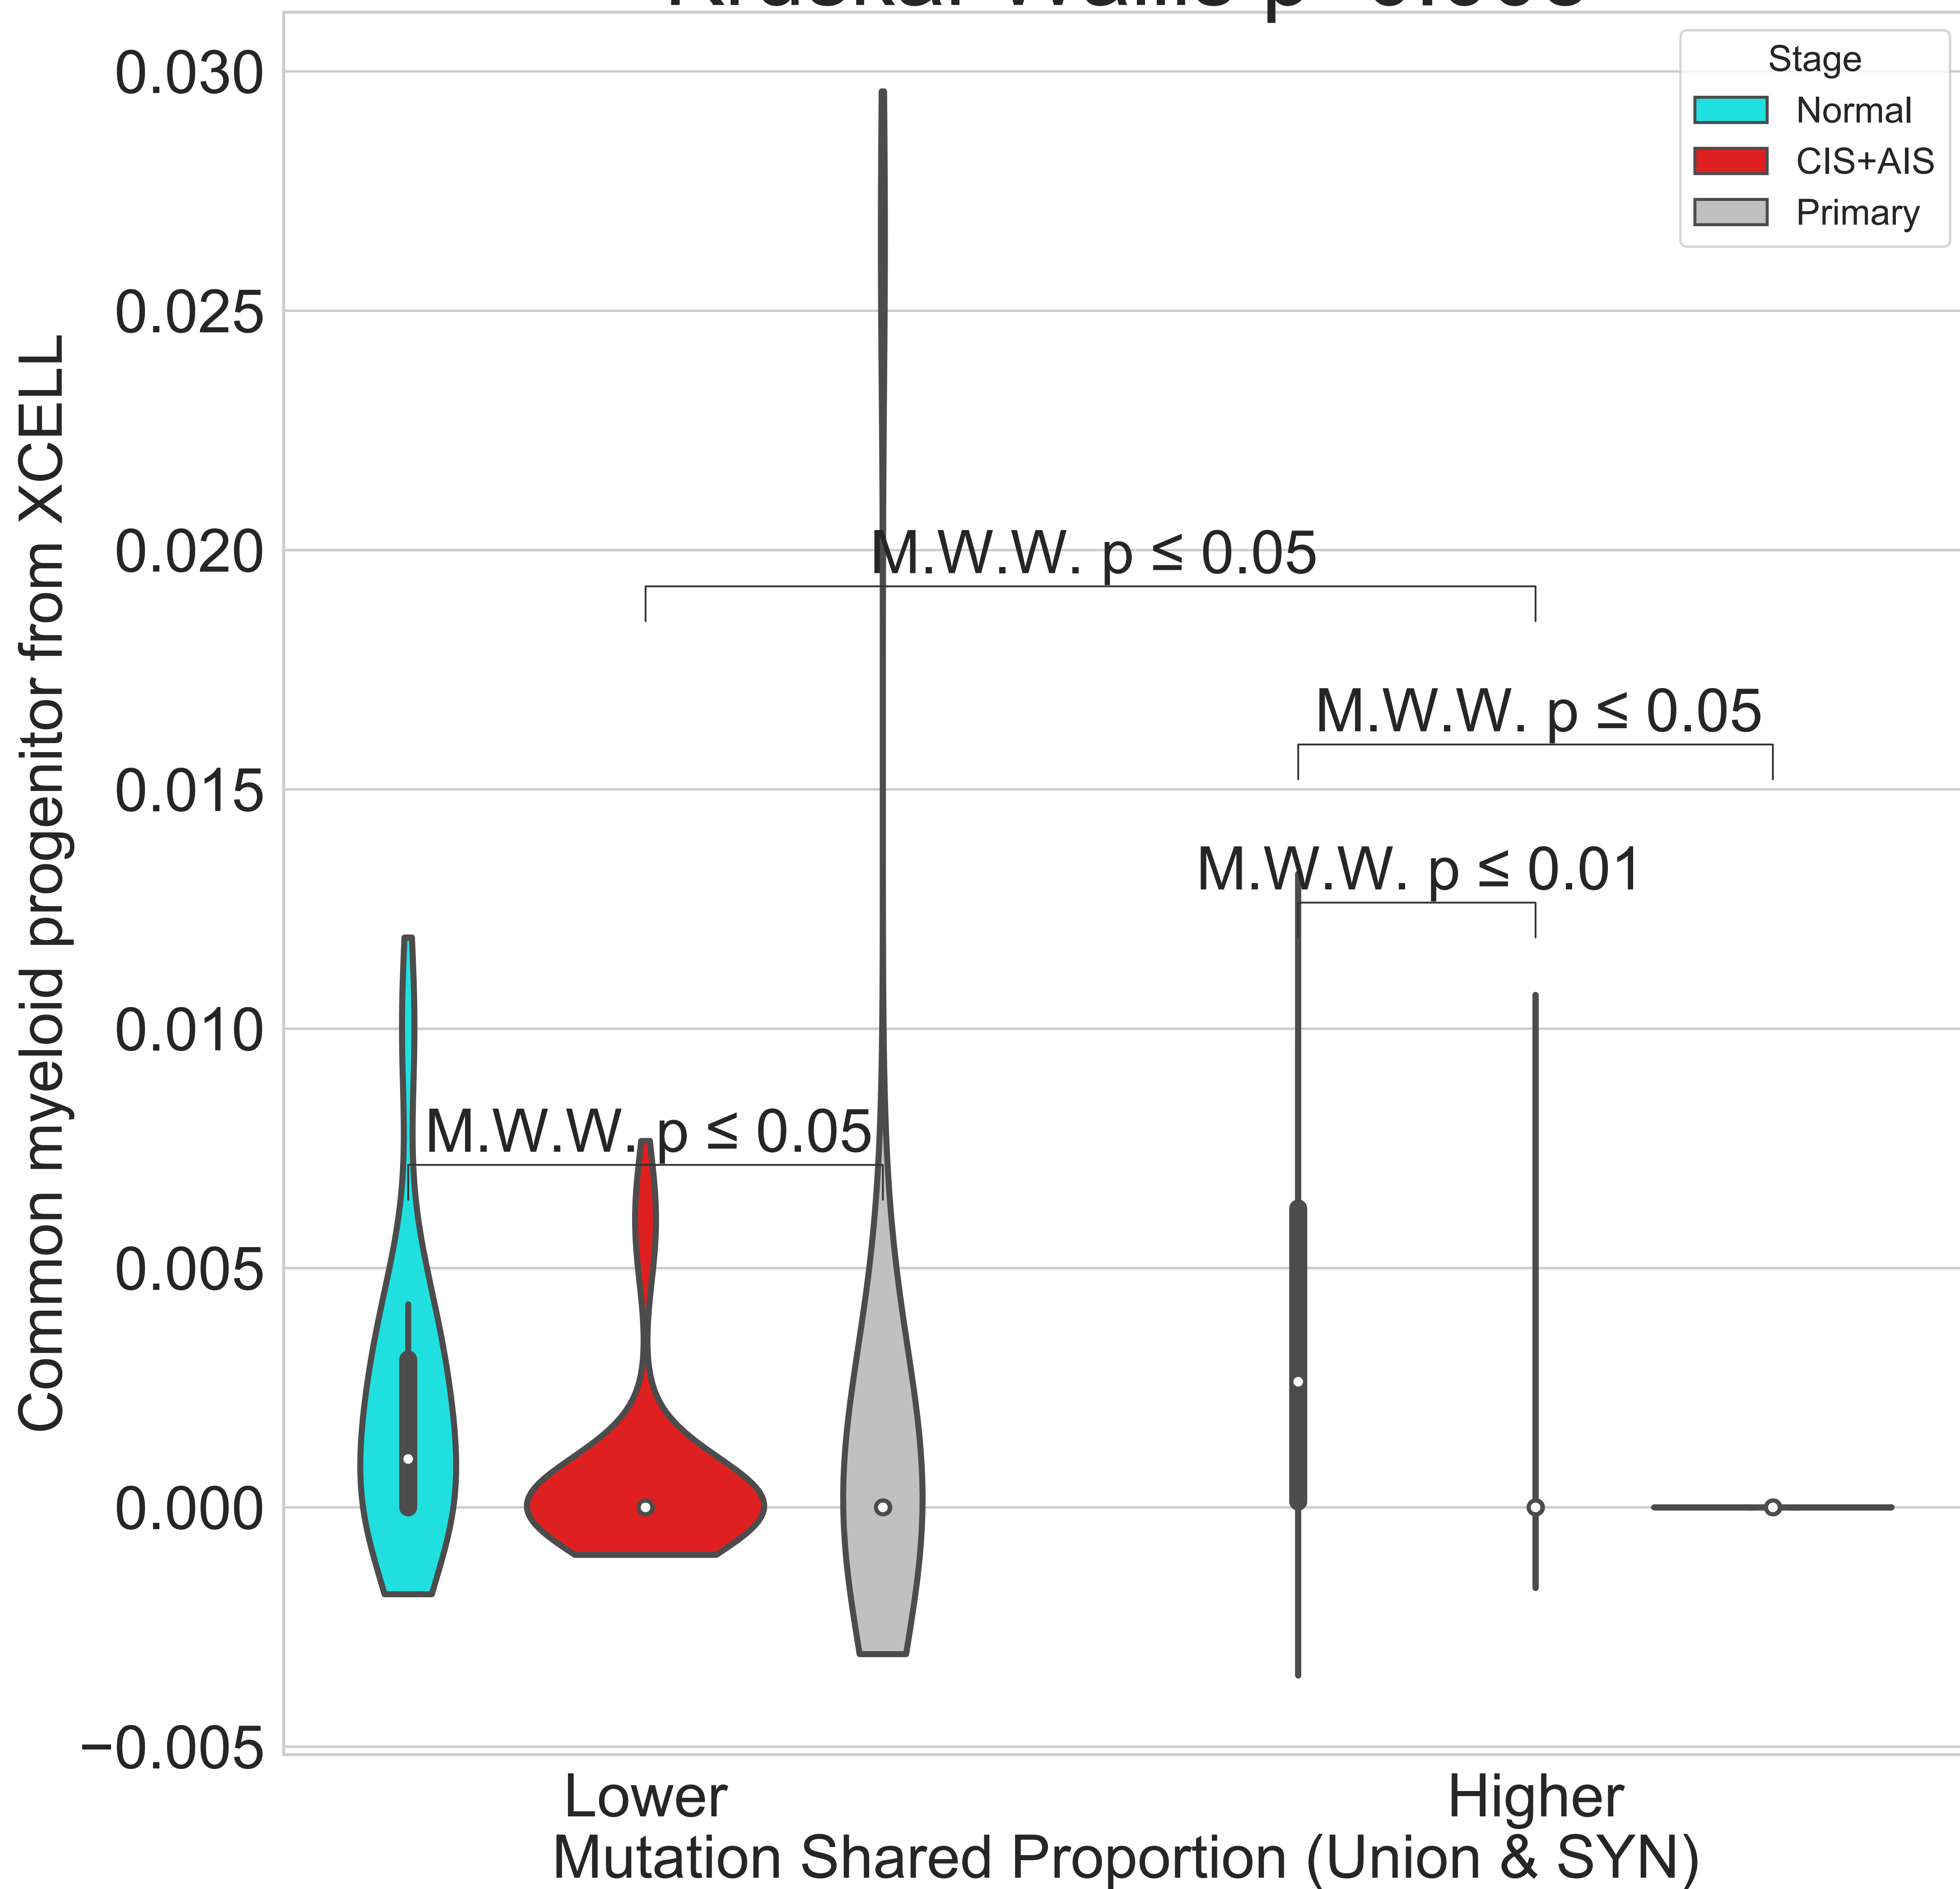 Stage
Normal
CIS+AIS
Primary
0.030
0.025
0.020
0.015
0.010
0.005
0.000
−0.005
Common myeloid progenitor from XCELL
M.W.W. p ≤ 0.05
M.W.W. p ≤ 0.05
M.W.W. p ≤ 0.01
M.W.W. p ≤ 0.05
Lower
Higher
Mutation Shared Proportion (Union & SYN)